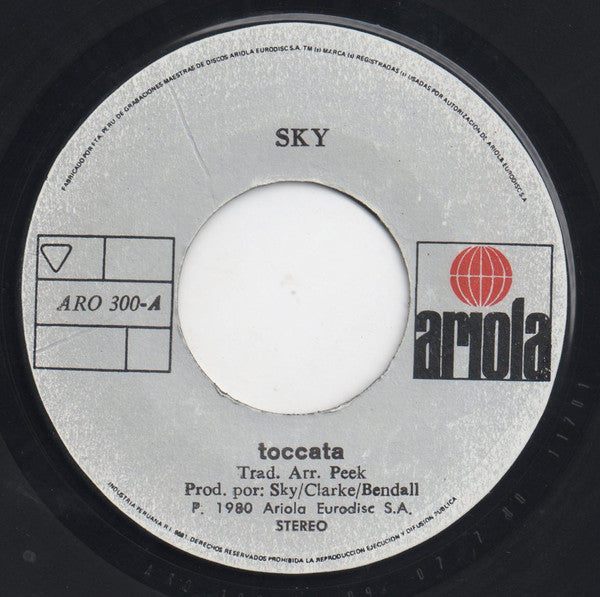 FABRICADO POR FTA. PERU. DE GRABACIONES MAESTRAS DE DISCOS ARIOLA EURODISC S.A. TM (s) MARCA (s) REGISTRADAS (s) USADAS POR AUTORIZACION DE ARIOLA EURODISC S.A.
SKY
ARO 300-A
ariola
toccata
Trad. Arr. Peek
Prod. por: Sky/Clarke/Bendall
P. 1980 Ariola Eurodisc S.A.
STEREO
INDUSTRIA PERUANA R.I. 9881 DERECHOS RESERVADOS PROHIBIDA LA REPRODUCCION EJECUCION Y DIFUSION PUBLICA